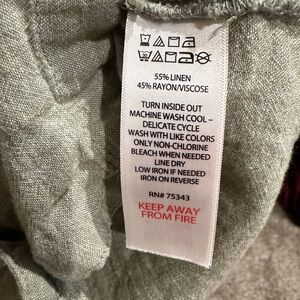 55% LINEN
45% RAYON/VISCOSE
TURN INSIDE OUT
MACHINE WASH COOL –
DELICATE CYCLE
WASH WITH LIKE COLORS
ONLY NON-CHLORINE
BLEACH WHEN NEEDED
LINE DRY
LOW IRON IF NEEDED
IRON ON REVERSE
RN# 75343
KEEP AWAY
FROM FIRE